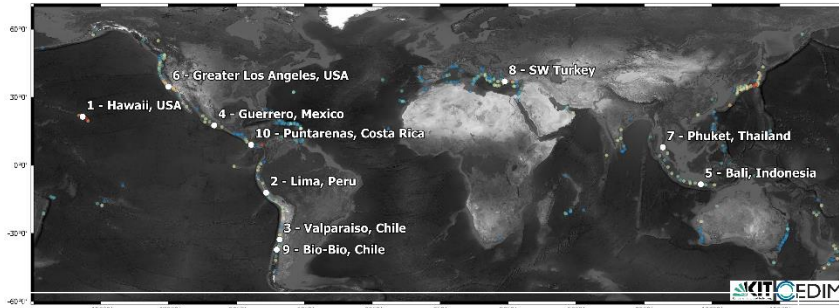 60°0'
8 - SW Turkey
6 - Greater Los Angeles, USA
30°0'
1 - Hawaii, USA
4 - Guerrero, Mexico
10 - Puntarenas, Costa Rica
7 - Phuket, Thailand
0°0'
2 - Lima, Peru
5 - Bali, Indonesia
3 - Valparaiso, Chile
-30°0'
9 - Bio-Bio, Chile
KIT CEDIM
-60°0'